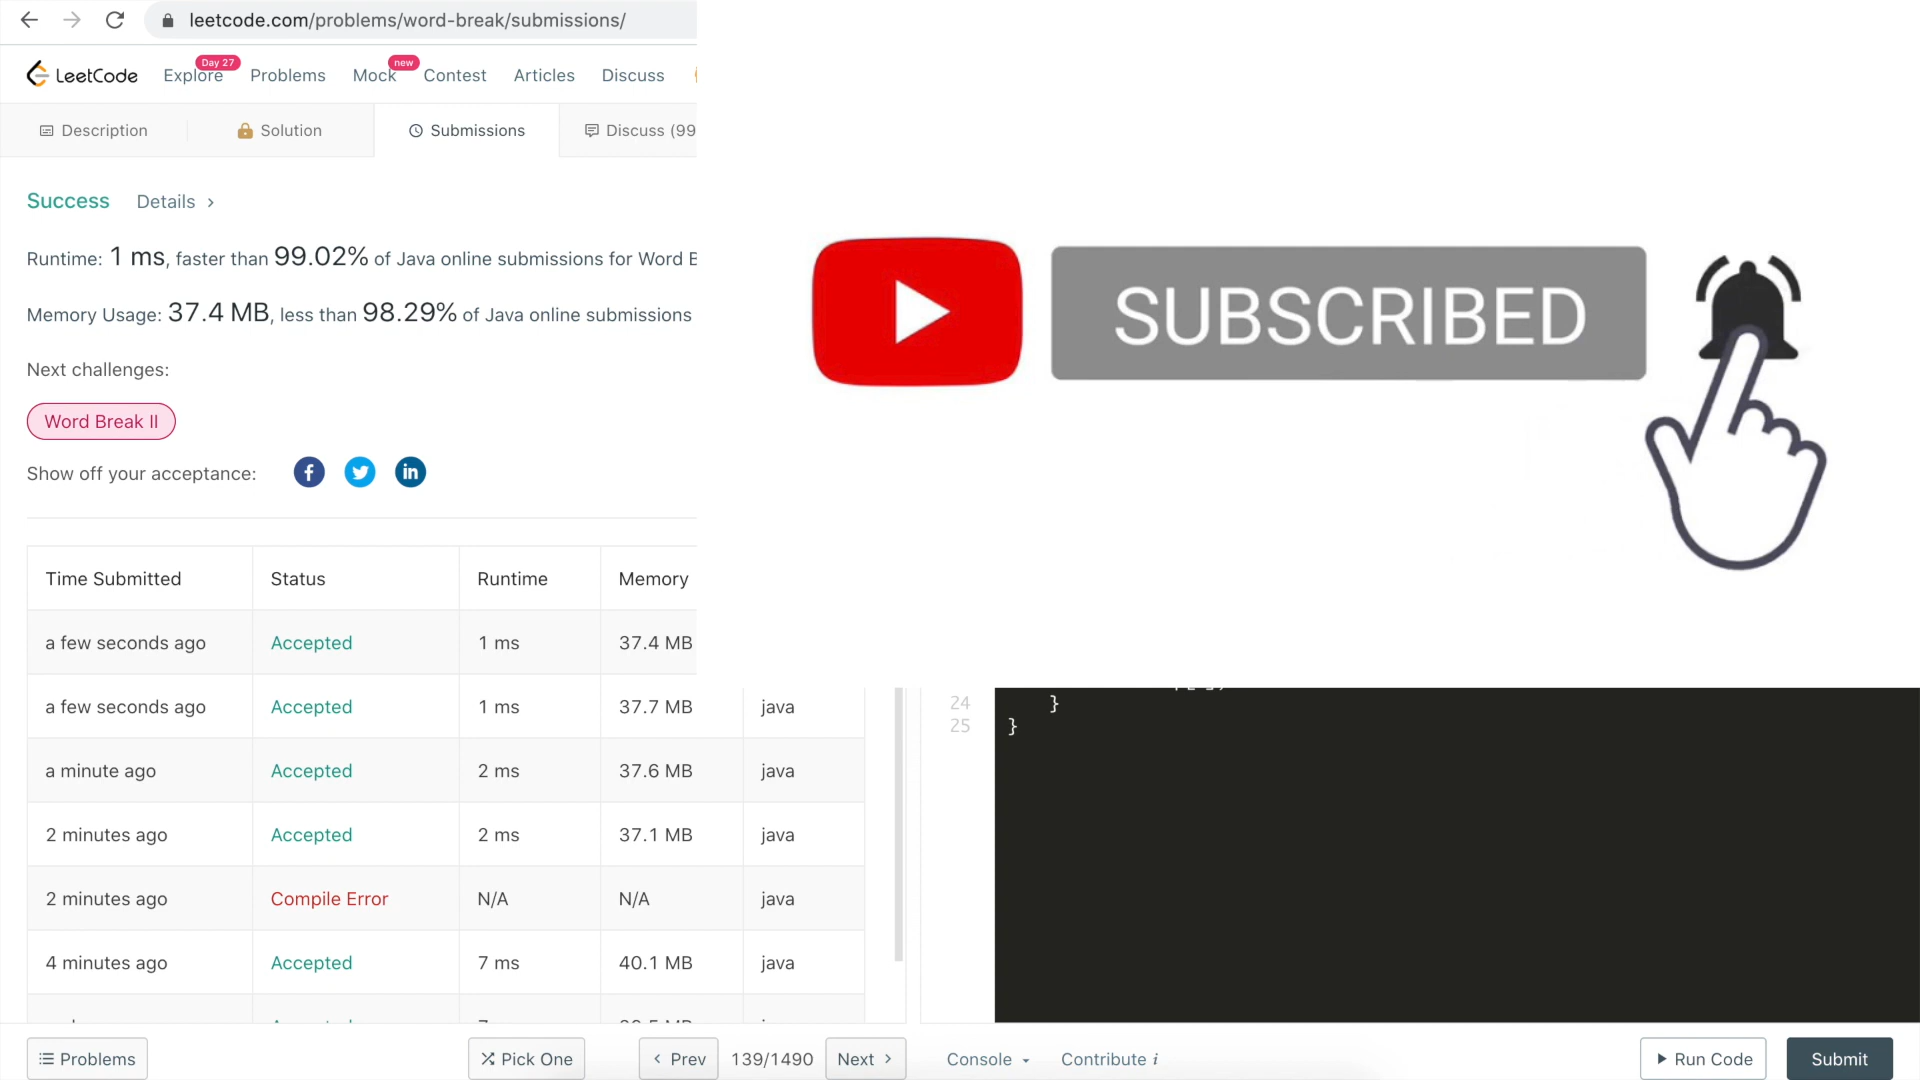 leetcode.com/problems/word-break/submissions/
LeetCode Explore Day 27 Problems Mock new Contest Articles Discuss
Description Solution Submissions Discuss (99
Success Details >
Runtime: 1 ms, faster than 99.02% of Java online submissions for Word B
Memory Usage: 37.4 MB, less than 98.29% of Java online submissions
Next challenges:
Word Break II
Show off your acceptance:
SUBSCRIBED
Time Submitted Status Runtime Memory
a few seconds ago Accepted 1 ms 37.4 MB
a few seconds ago Accepted 1 ms 37.7 MB java
a minute ago Accepted 2 ms 37.6 MB java
2 minutes ago Accepted 2 ms 37.1 MB java
2 minutes ago Compile Error N/A N/A java
4 minutes ago Accepted 7 ms 40.1 MB java
24 }
25 }
Problems Pick One < Prev 139/1490 Next > Console Contribute i Run Code Submit